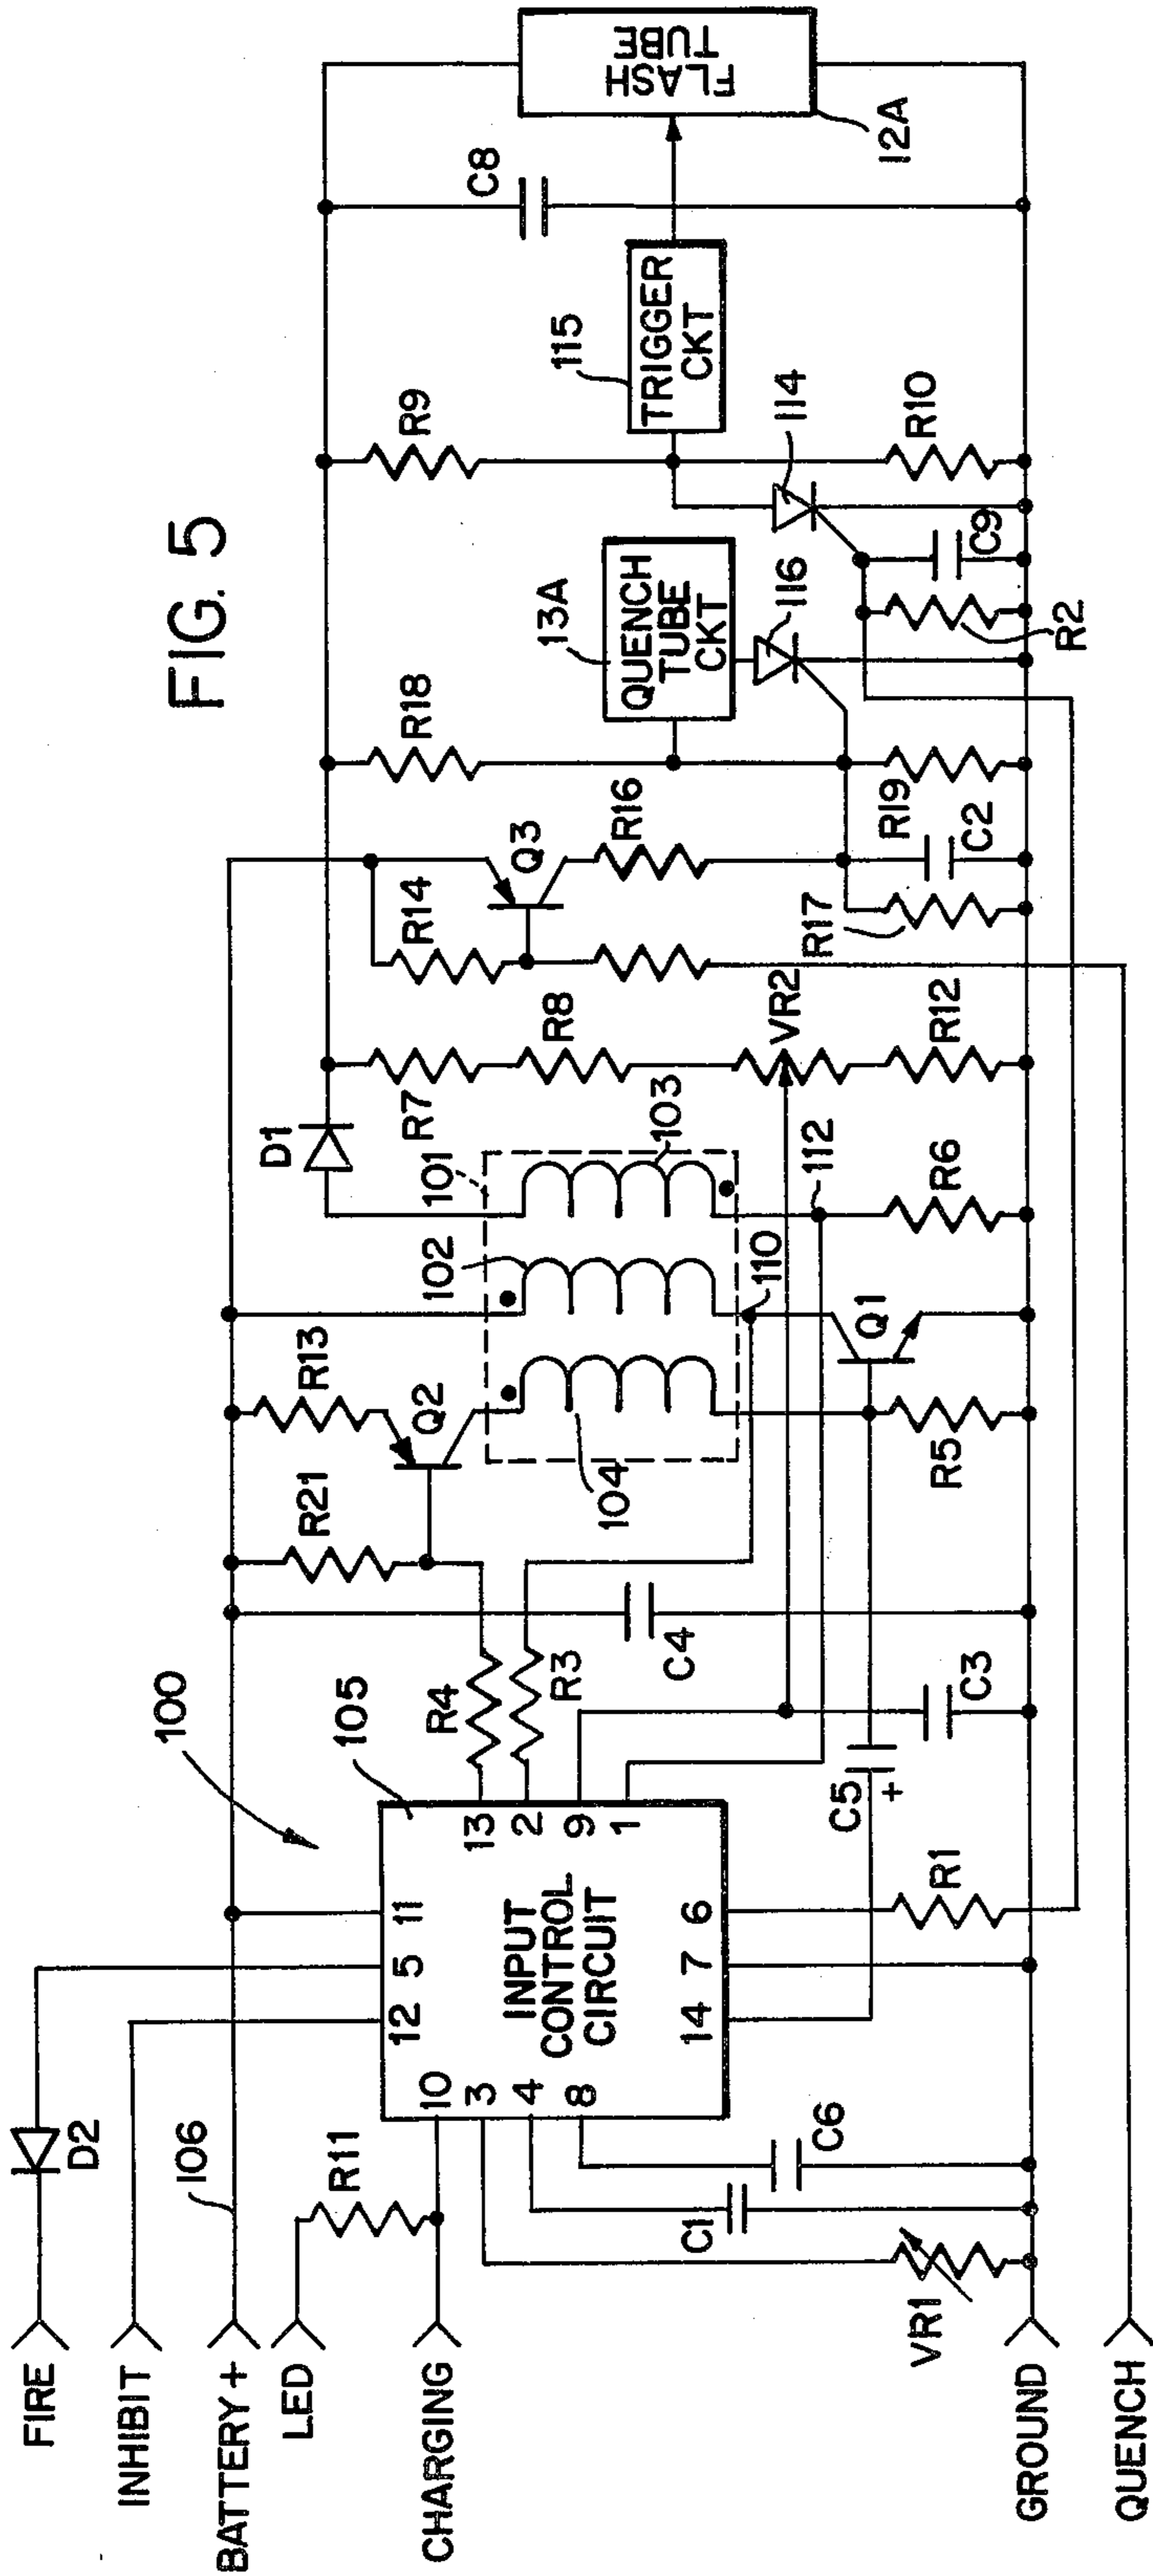 FIG. 5
FIRE
D2
INHIBIT
BATTERY +
106
LED
R11
CHARGING
100
105
10
12
5
11
3
4
8
INPUT
CONTROL
CIRCUIT
13
2
9
1
14
7
6
VR1
C1
C6
R1
C5
+
C3
R4
R3
C4
R21
R13
Q2
104
102
101
103
110
112
Q1
R5
R6
D1
R7
R8
VR2
R12
R14
Q3
R16
R17
C2
R19
R18
13A
QUENCH
TUBE
CKT
116
R2
C9
114
R9
R10
115
TRIGGER
CKT
C8
FLASH
TUBE
12A
GROUND
QUENCH